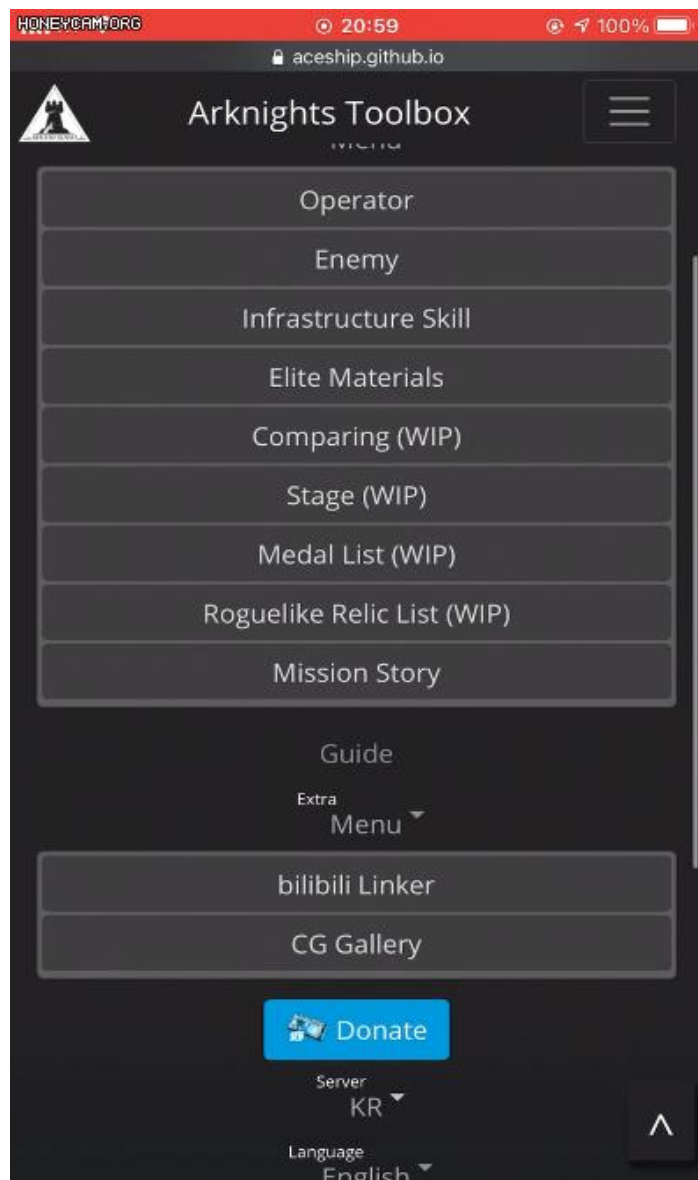 HONEYCAM.ORG
20:59
100%
aceship.github.io
Arknights Toolbox
Menu
Operator
Enemy
Infrastructure Skill
Elite Materials
Comparing (WIP)
Stage (WIP)
Medal List (WIP)
Roguelike Relic List (WIP)
Mission Story
Guide
Extra
Menu
bilibili Linker
CG Gallery
Donate
Server
KR
Language
English